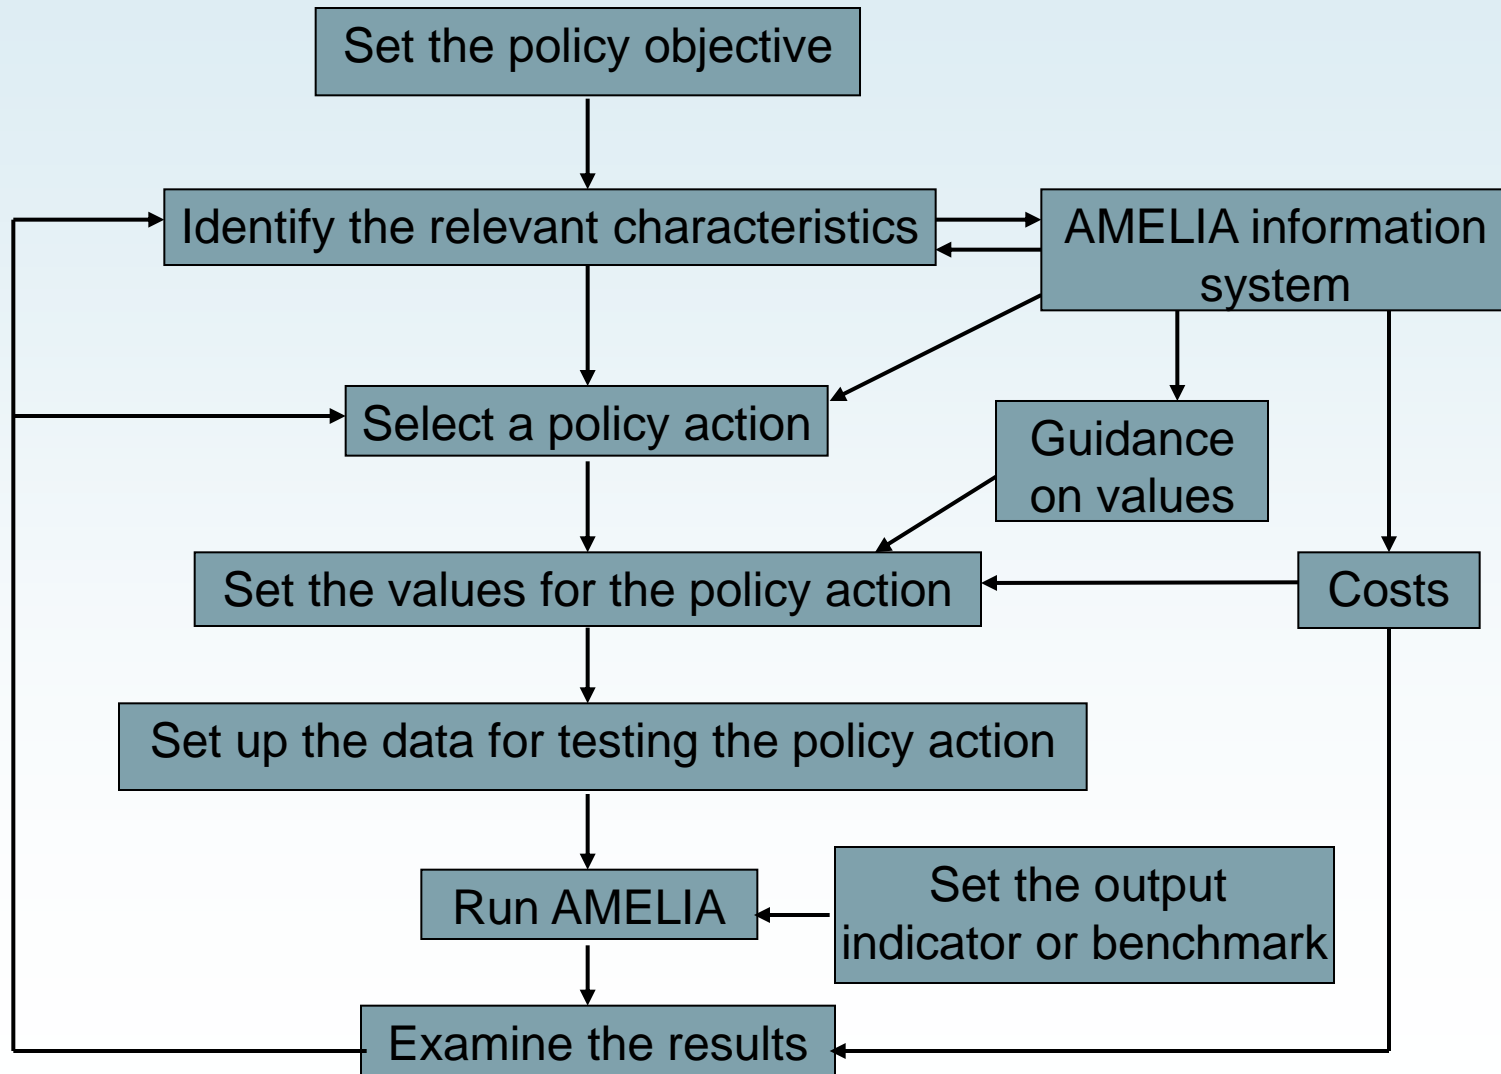 Set the policy objective
Identify the relevant characteristics
AMELIA information
system
Select a policy action
Guidance
on values
Set the values for the policy action
Costs
Set up the data for testing the policy action
Run AMELIA
Set the output
indicator or benchmark
Examine the results